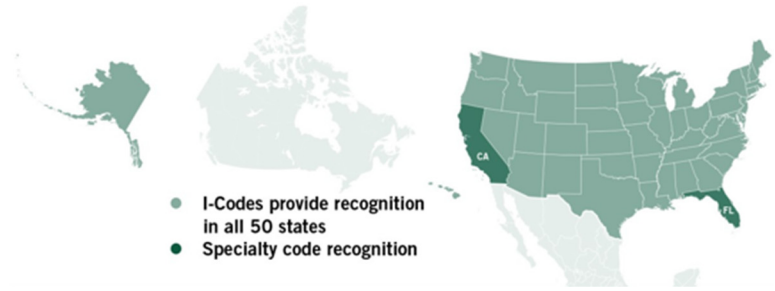 CA
I-Codes provide recognition
in all 50 states
Specialty code recognition
FL